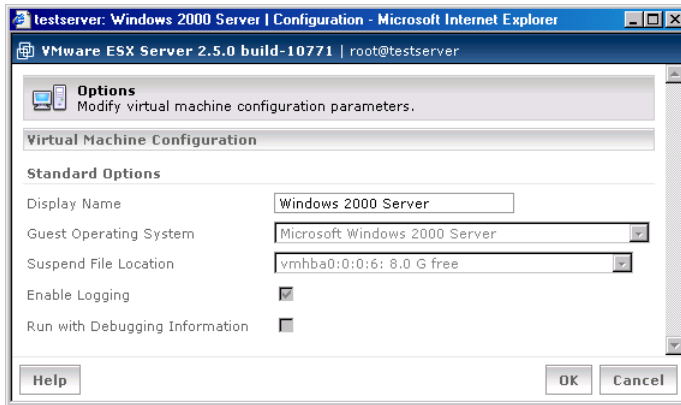 testserver: Windows 2000 Server | Configuration - Microsoft Internet Explorer
VMware ESX Server 2.5.0 build-10771 | root@testserver
Options
Modify virtual machine configuration parameters.
Virtual Machine Configuration
Standard Options
Display Name Windows 2000 Server
Guest Operating System Microsoft Windows 2000 Server
Suspend File Location vmhba0:0:0:6: 8.0 G free
Enable Logging
Run with Debugging Information
Help OK Cancel